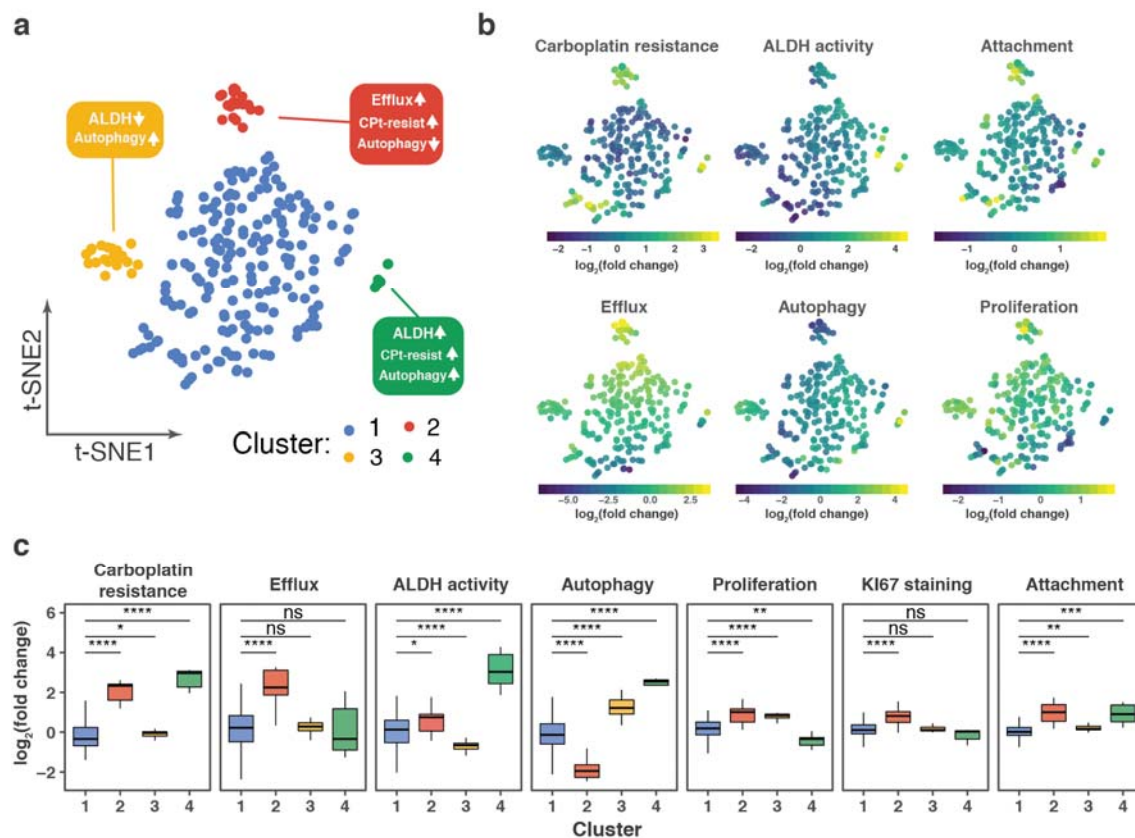 a
ALDH
Autophagy
Efflux
CPt-resist
Autophagy
ALDH
CPt-resist
Autophagy
t-SNE2
t-SNE1
Cluster:
1
2
3
4
b
Carboplatin resistance
ALDH activity
Attachment
−2 −1 0 1 2 3
−2 0 2 4
−1 0 1
log2(fold change)
log2(fold change)
log2(fold change)
Efflux
Autophagy
Proliferation
−5.0 −2.5 0.0 2.5
−4 −2 0 2 4
−2 −1 0 1
log2(fold change)
log2(fold change)
log2(fold change)
c
Carboplatin
resistance
Efflux
ALDH activity
Autophagy
Proliferation
KI67 staining
Attachment
log2(fold change)
6
4
2
0
−2
****
*
****
ns
ns
****
****
****
*
****
****
****
**
****
****
ns
ns
****
***
**
****
1 2 3 4
1 2 3 4
1 2 3 4
1 2 3 4
1 2 3 4
1 2 3 4
1 2 3 4
Cluster